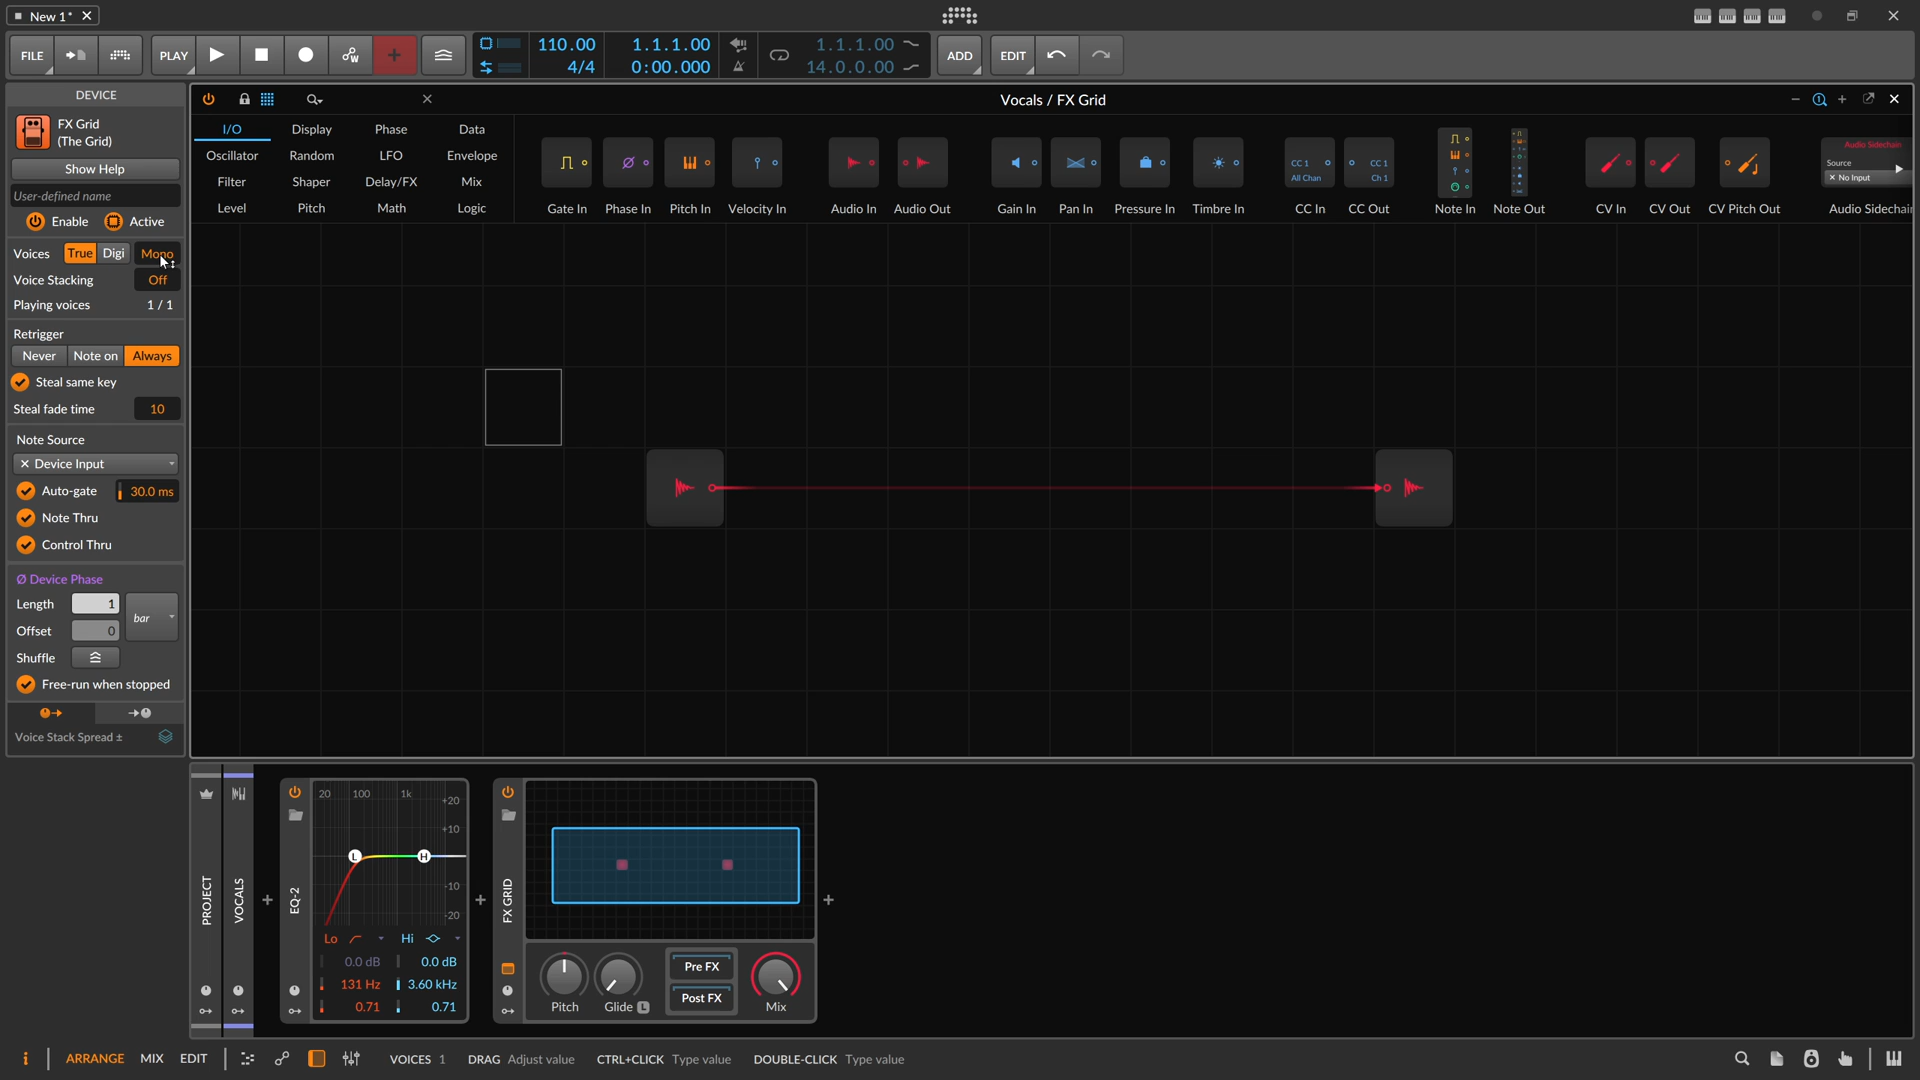 New 1*
FILE
PLAY
110.00
4/4
1.1.1.00
0:00.000
1.1.1.00
14.0.0.00
ADD
EDIT
DEVICE
FX Grid
(The Grid)
Show Help
User-defined name
Enable
Active
Voices
True
Digi
Mono
Voice Stacking
Off
Playing voices
1 / 1
Retrigger
Never
Note on
Always
Steal same key
Steal fade time
10
Note Source
Device Input
Auto-gate
30.0 ms
Note Thru
Control Thru
Ø Device Phase
Length
1
bar
Offset
0
Shuffle
Free-run when stopped
Voice Stack Spread ±
Vocals / FX Grid
I/O
Display
Phase
Data
Oscillator
Random
LFO
Envelope
Filter
Shaper
Delay/FX
Mix
Level
Pitch
Math
Logic
Gate In
Phase In
Pitch In
Velocity In
Audio In
Audio Out
Gain In
Pan In
Pressure In
Timbre In
CC 1
All Chan
CC In
CC 1
Ch 1
CC Out
Note In
Note Out
CV In
CV Out
CV Pitch Out
Audio Sidechain
Source
No Input
Audio Sidechai
PROJECT
VOCALS
EQ-2
20
100
1k
+20
+10
-10
-20
Lo
Hi
0.0 dB
0.0 dB
131 Hz
3.60 kHz
0.71
0.71
L
H
FX GRID
Pitch
Glide
L
Pre FX
Post FX
Mix
i
ARRANGE
MIX
EDIT
VOICES 1
DRAG Adjust value
CTRL+CLICK Type value
DOUBLE-CLICK Type value